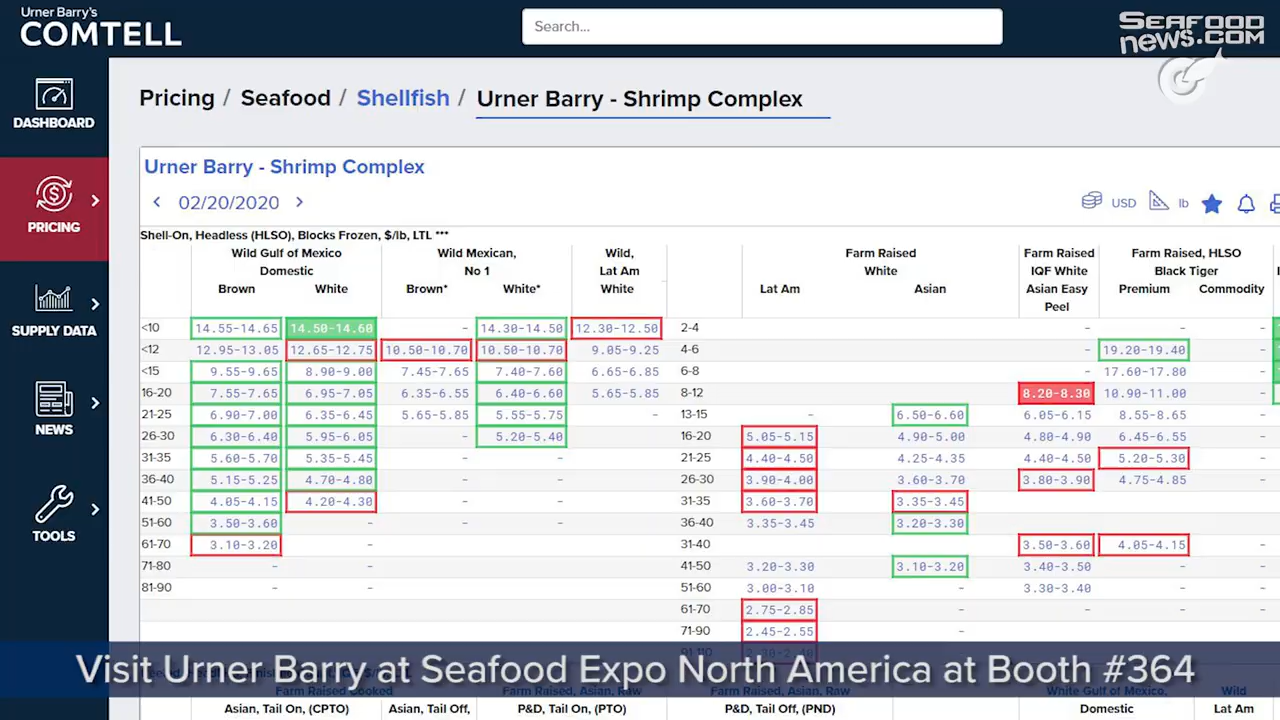 Urner Barry's
COMTELL
Search...
SEAFOOD
NEWS.COM
DASHBOARD
PRICING
SUPPLY DATA
NEWS
TOOLS
Pricing / Seafood / Shellfish / Urner Barry - Shrimp Complex
Urner Barry - Shrimp Complex
< 02/20/2020 >
USD lb
Shell-On, Headless (HLSO), Blocks Frozen, $/lb, LTL ***
Wild Gulf of Mexico Wild Mexican, Wild, Farm Raised Farm Raised Farm Raised, HLSO
Domestic No 1 Lat Am White IQF White Black Tiger
Brown White Brown* White* White Lat Am Asian Asian Easy Premium Commodity
Peel
<10 14.55-14.65 14.50-14.60 - 14.30-14.50 12.30-12.50 2-4 - - -
<12 12.95-13.05 12.65-12.75 10.50-10.70 10.50-10.70 9.05-9.25 4-6 - 19.20-19.40 -
<15 9.55-9.65 8.90-9.00 7.45-7.65 7.40-7.60 6.65-6.85 6-8 - 17.60-17.80 -
16-20 7.55-7.65 6.95-7.05 6.35-6.55 6.40-6.60 5.65-5.85 8-12 8.20-8.30 10.90-11.00 -
21-25 6.90-7.00 6.35-6.45 5.65-5.85 5.55-5.75 - 13-15 - 6.50-6.60 6.05-6.15 8.55-8.65 -
26-30 6.30-6.40 5.95-6.05 - 5.20-5.40 16-20 5.05-5.15 4.90-5.00 4.80-4.90 6.45-6.55 -
31-35 5.60-5.70 5.35-5.45 - - 21-25 4.40-4.50 4.25-4.35 4.40-4.50 5.20-5.30 -
36-40 5.15-5.25 4.70-4.80 - - 26-30 3.90-4.00 3.60-3.70 3.80-3.90 4.75-4.85 -
41-50 4.05-4.15 4.20-4.30 - - 31-35 3.60-3.70 3.35-3.45
51-60 3.50-3.60 - - - 36-40 3.35-3.45 3.20-3.30
61-70 3.10-3.20 - 31-40 3.50-3.60 4.05-4.15 -
71-80 - - 41-50 3.20-3.30 3.10-3.20 3.40-3.50 - -
81-90 - - 51-60 3.00-3.10 - 3.30-3.40 - -
61-70 2.75-2.85 - - - -
71-90 2.45-2.55 -
Visit Urner Barry at Seafood Expo North America at Booth #364
Farm Raised Cooked Farm Raised, Asian, Raw Farm Raised, Asian, Raw White Gulf of Mexico, Wild
Asian, Tail On, (CPTO) Asian, Tail Off, P&D, Tail On, (PTO) P&D, Tail Off, (PND) Domestic Lat Am